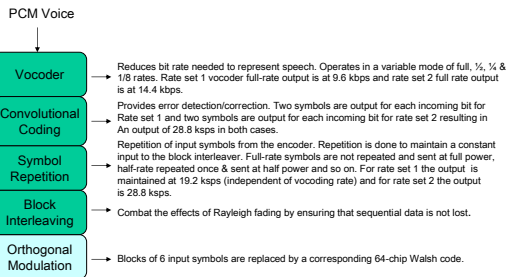 PCM Voice
Vocoder
Reduces bit rate needed to represent speech. Operates in a variable mode of full, ½, ¼ &
1/8 rates. Rate set 1 vocoder full-rate output is at 9.6 kbps and rate set 2 full rate output
is at 14.4 kbps.
Convolutional
Coding
Provides error detection/correction. Two symbols are output for each incoming bit for
Rate set 1 and two symbols are output for each incoming bit for rate set 2 resulting in
An output of 28.8 ksps in both cases.
Symbol
Repetition
Repetition of input symbols from the encoder. Repetition is done to maintain a constant
input to the block interleaver. Full-rate symbols are not repeated and sent at full power,
half-rate repeated once & sent at half power and so on. For rate set 1 the output is
maintained at 19.2 ksps (independent of vocoding rate) and for rate set 2 the output
is 28.8 ksps.
Block
Interleaving
Combat the effects of Rayleigh fading by ensuring that sequential data is not lost.
Orthogonal
Modulation
Blocks of 6 input symbols are replaced by a corresponding 64-chip Walsh code.